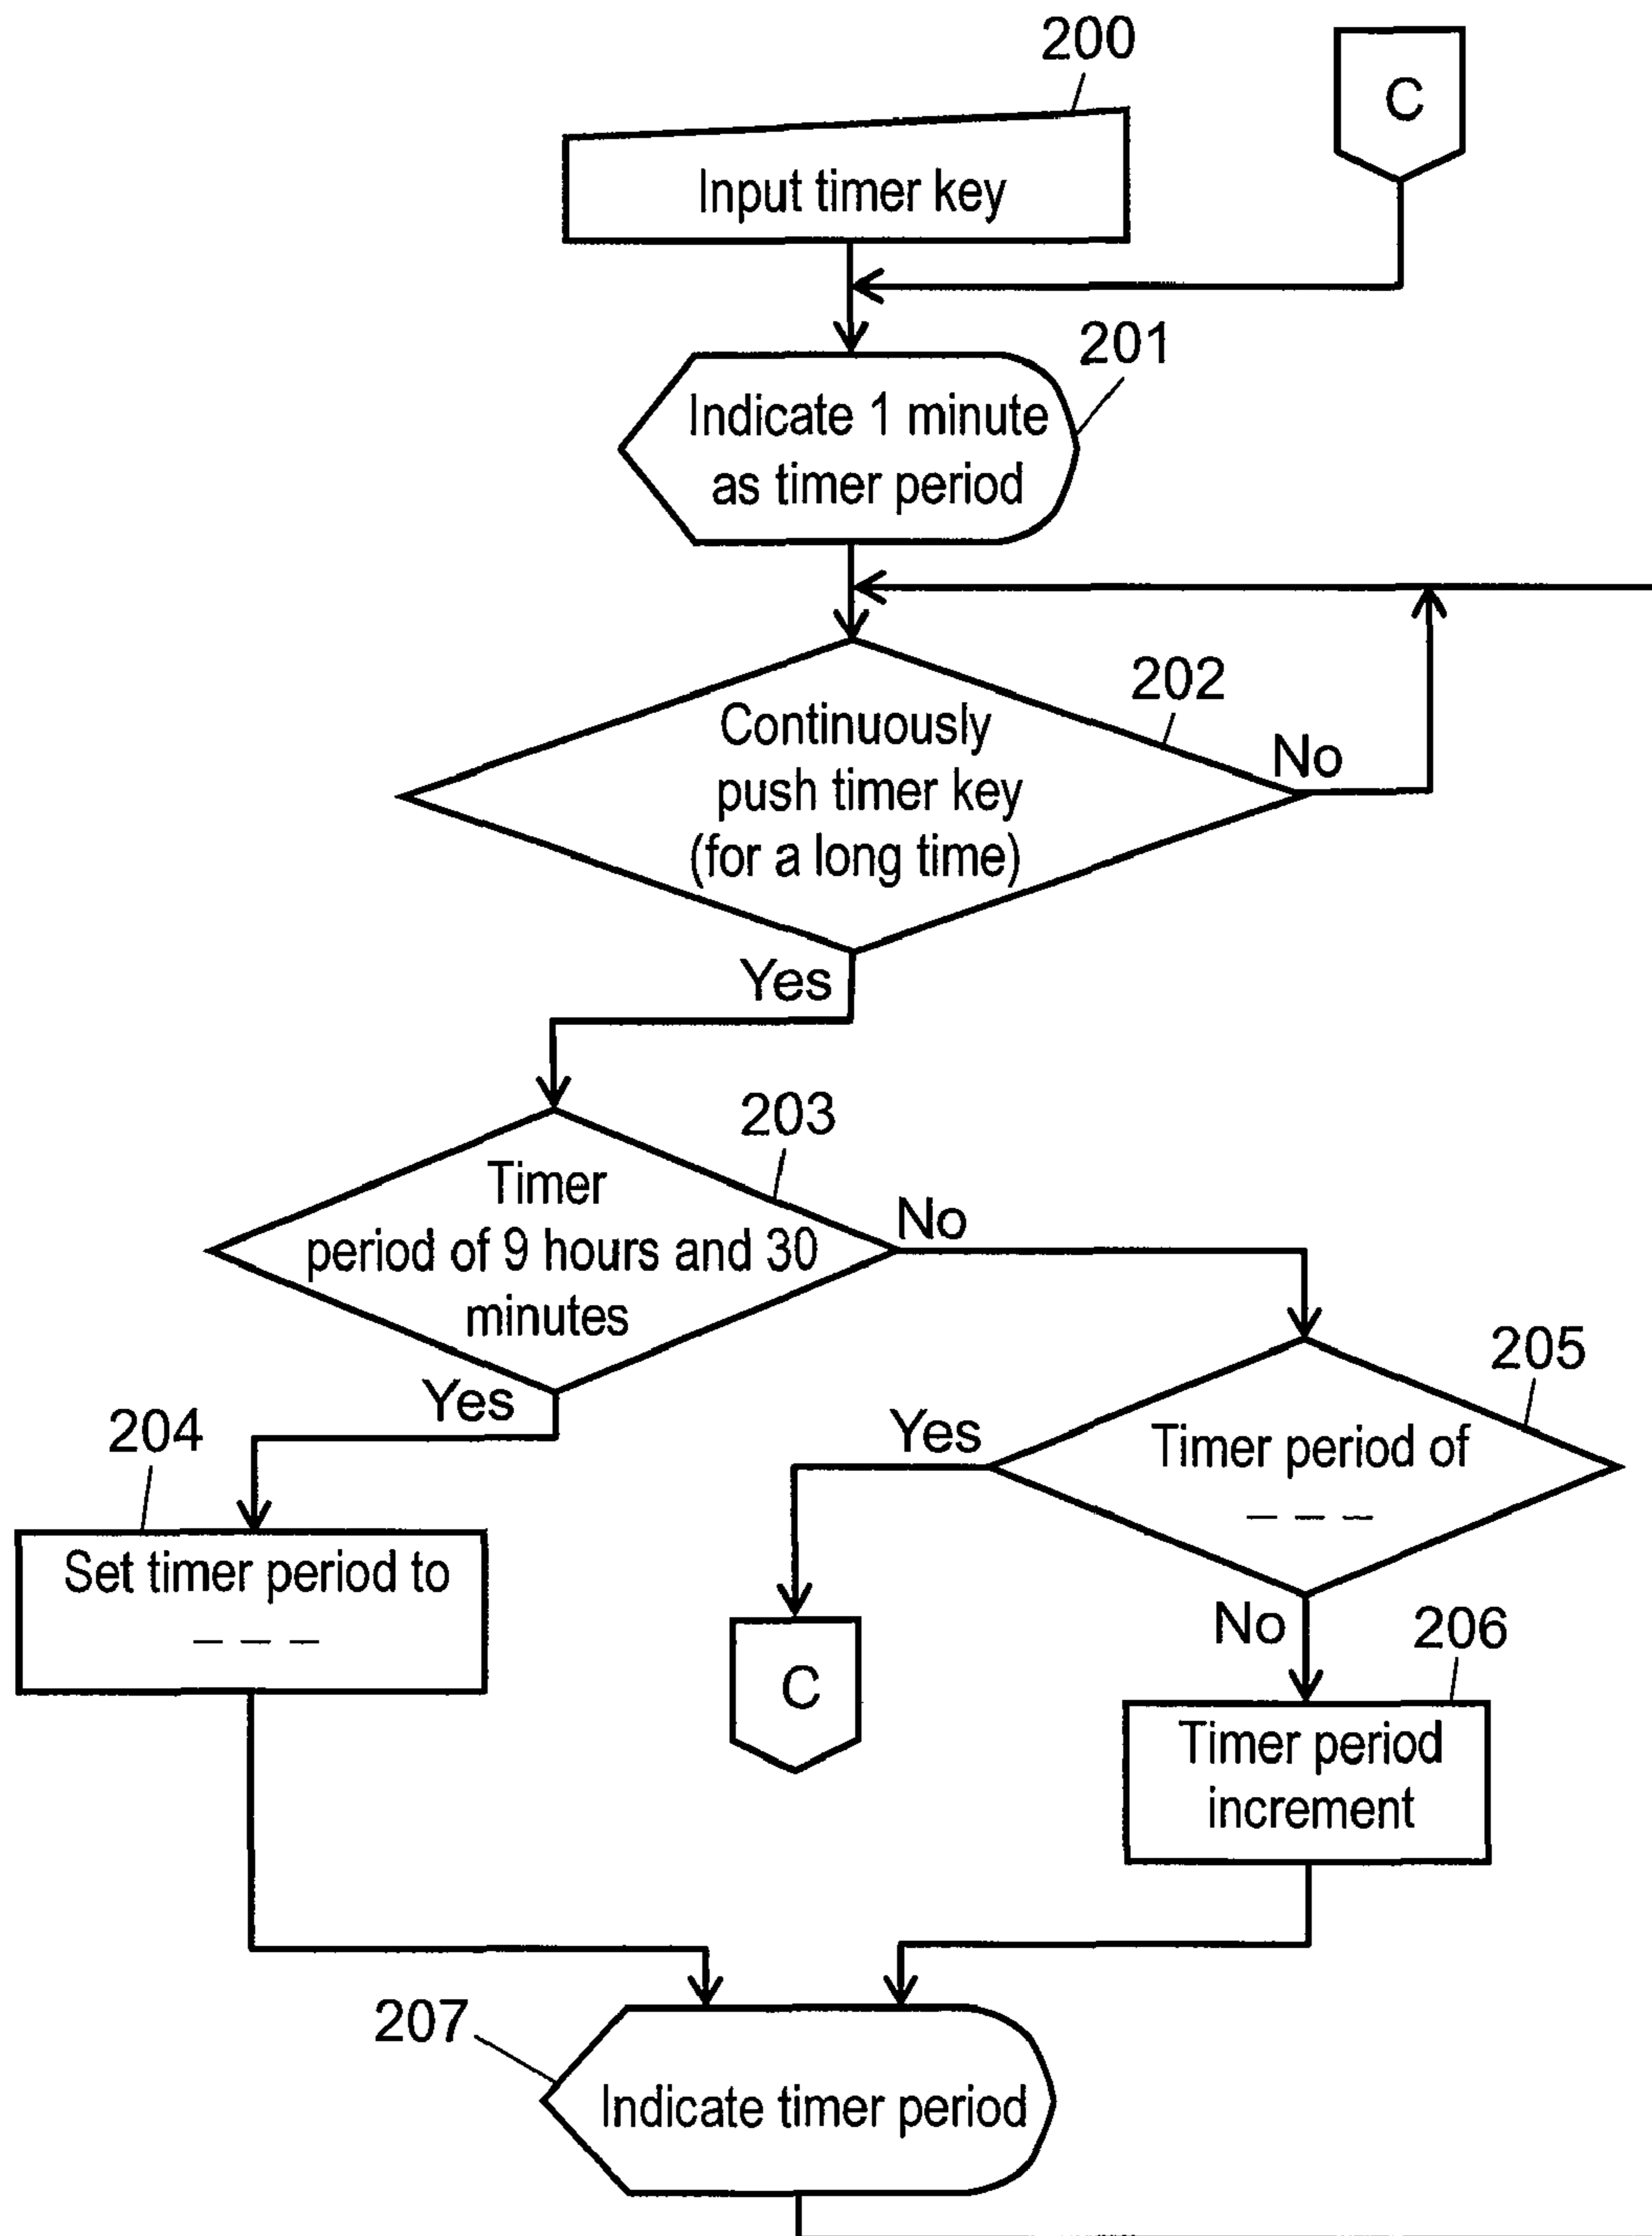 200
C
Input timer key
201
Indicate 1 minute
as timer period
202
Continuously
push timer key
(for a long time)
No
Yes
203
Timer
period of 9 hours and 30
minutes
No
Yes
205
Timer period of
– – –
Yes
No
204
Set timer period to
– – –
C
206
Timer period
increment
207
Indicate timer period